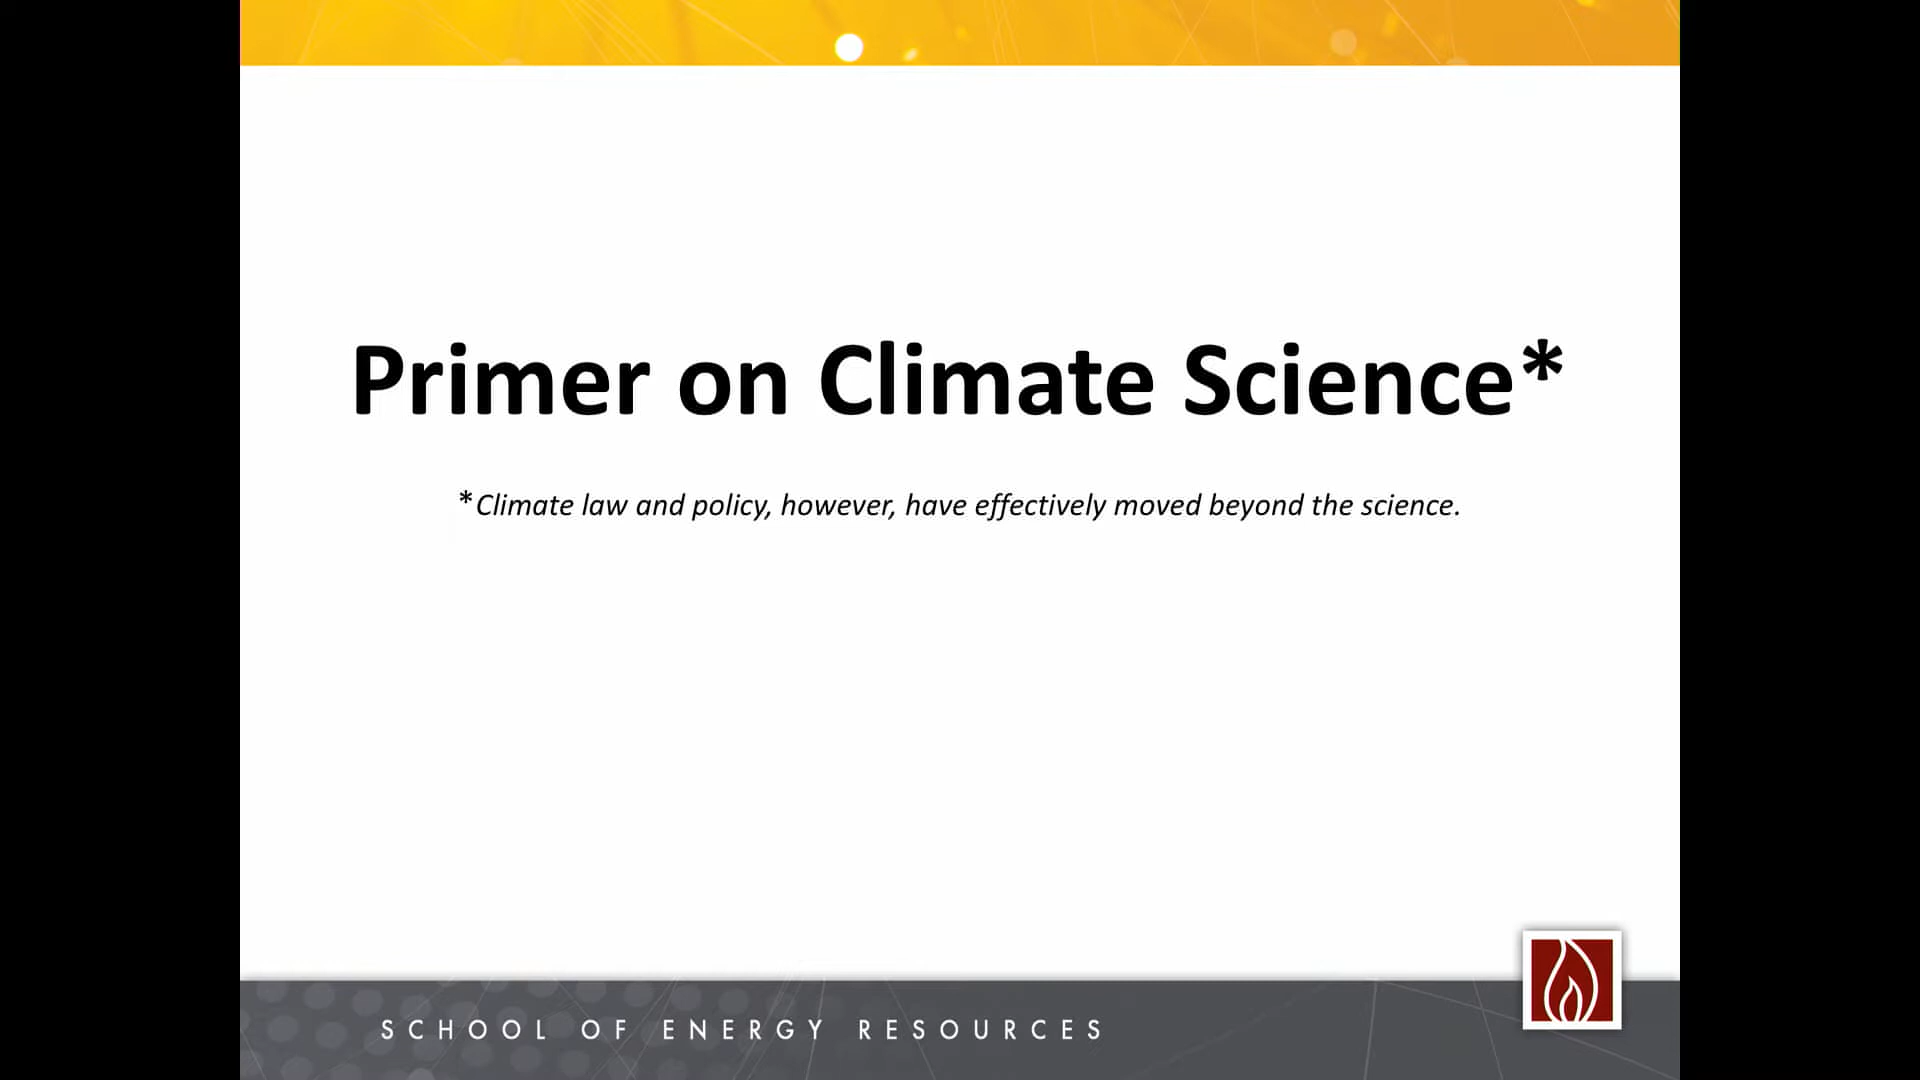 Primer on Climate Science*
*Climate law and policy, however, have effectively moved beyond the science.
SCHOOL OF ENERGY RESOURCES